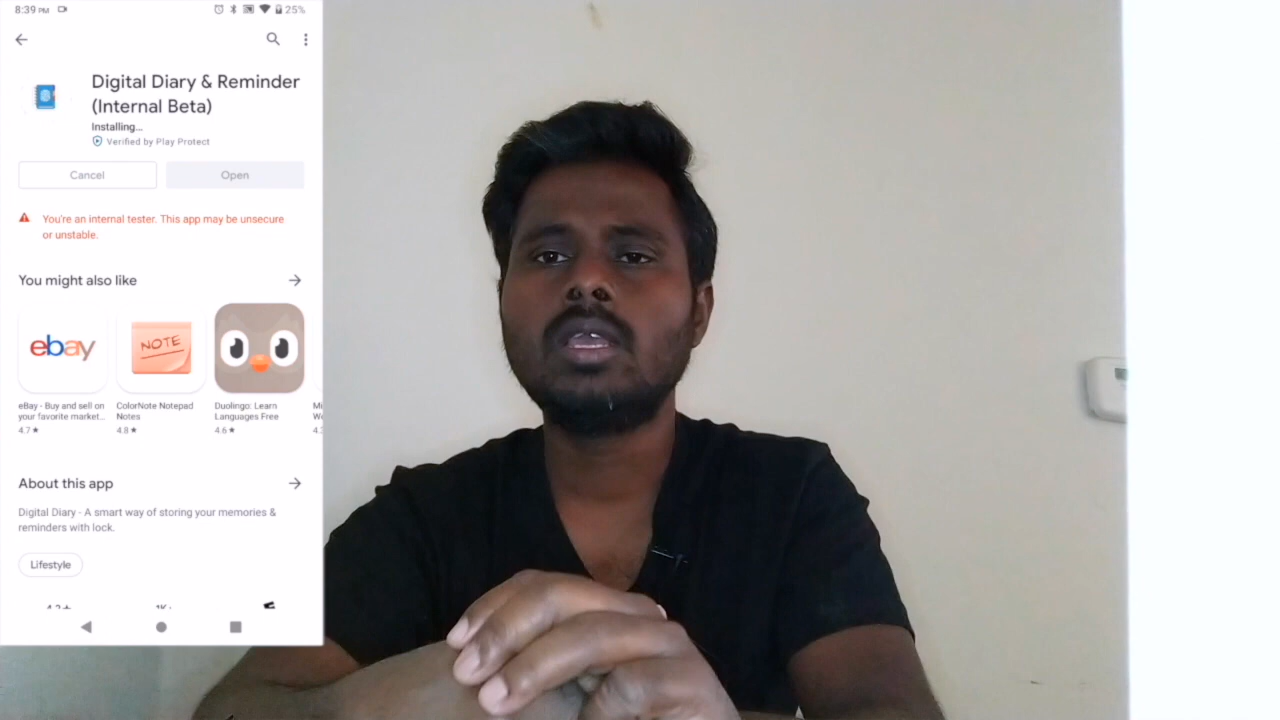 8:39 PM
25%
Digital Diary & Reminder
(Internal Beta)
Installing...
Verified by Play Protect
Cancel
Open
You're an internal tester. This app may be unsecure
or unstable.
You might also like
ebay
NOTE
eBay - Buy and sell on
your favorite market...
4.7★
ColorNote Notepad
Notes
4.8★
Duolingo: Learn
Languages Free
4.6★
About this app
Digital Diary - A smart way of storing your memories &
reminders with lock.
Lifestyle